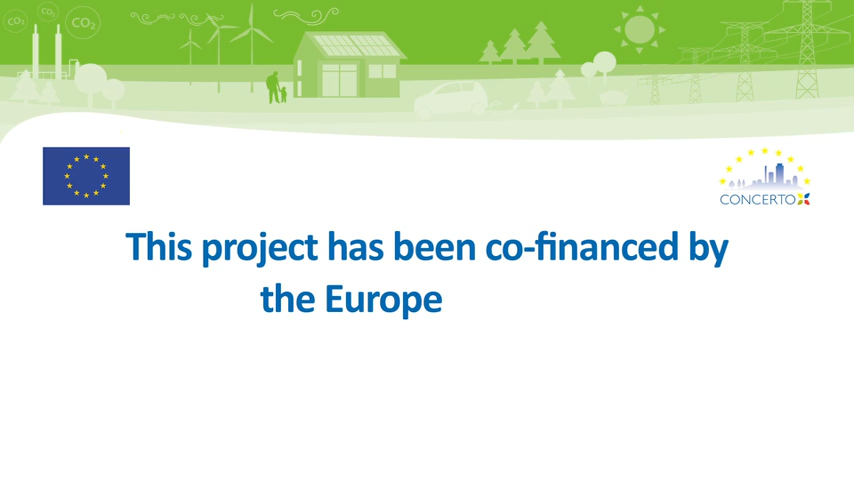 CO₂
CO₂
CO₂
CONCERTO
This project has been co-financed by
the Europe